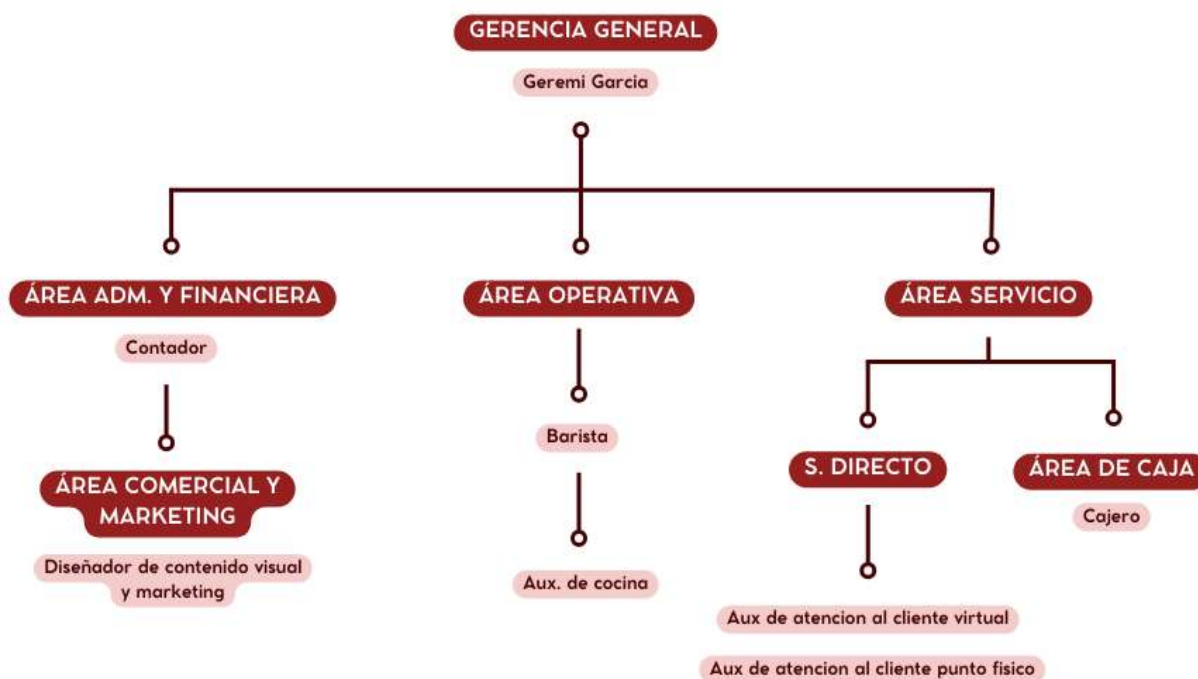 GERENCIA GENERAL
Geremi Garcia
ÁREA ADM. Y FINANCIERA
Contador
ÁREA COMERCIAL Y
MARKETING
Diseñador de contenido visual
y marketing
ÁREA OPERATIVA
Barista
Aux. de cocina
ÁREA SERVICIO
S. DIRECTO
Aux de atencion al cliente virtual
Aux de atencion al cliente punto fisico
ÁREA DE CAJA
Cajero